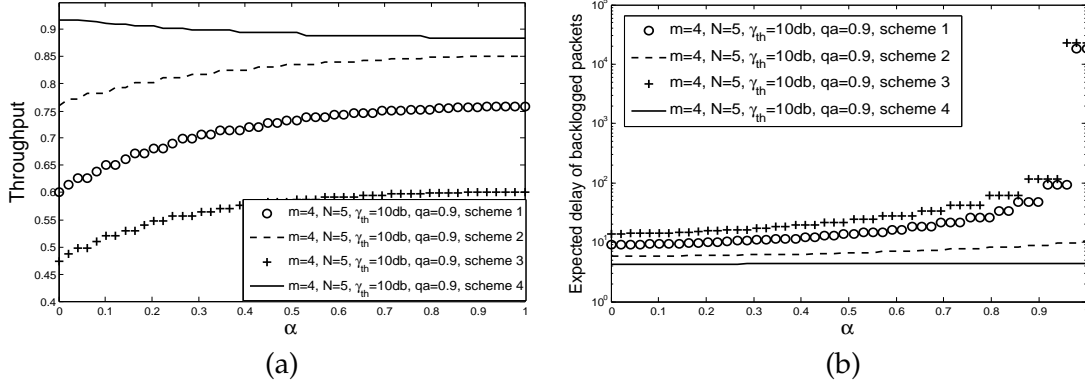 0.9
0.85
0.8
0.75
0.7
0.65
0.6
0.55
0.5
0.45
0.4
Throughput
m=4, N=5, γth=10db, qa=0.9, scheme 1
m=4, N=5, γth=10db, qa=0.9, scheme 2
m=4, N=5, γth=10db, qa=0.9, scheme 3
m=4, N=5, γth=10db, qa=0.9, scheme 4
0 0.1 0.2 0.3 0.4 0.5 0.6 0.7 0.8 0.9 1
α
(a)
10^5
10^4
10^3
10^2
10^1
10^0
Expected delay of backlogged packets
m=4, N=5, γth=10db, qa=0.9, scheme 1
m=4, N=5, γth=10db, qa=0.9, scheme 2
m=4, N=5, γth=10db, qa=0.9, scheme 3
m=4, N=5, γth=10db, qa=0.9, scheme 4
0 0.1 0.2 0.3 0.4 0.5 0.6 0.7 0.8 0.9
α
(b)